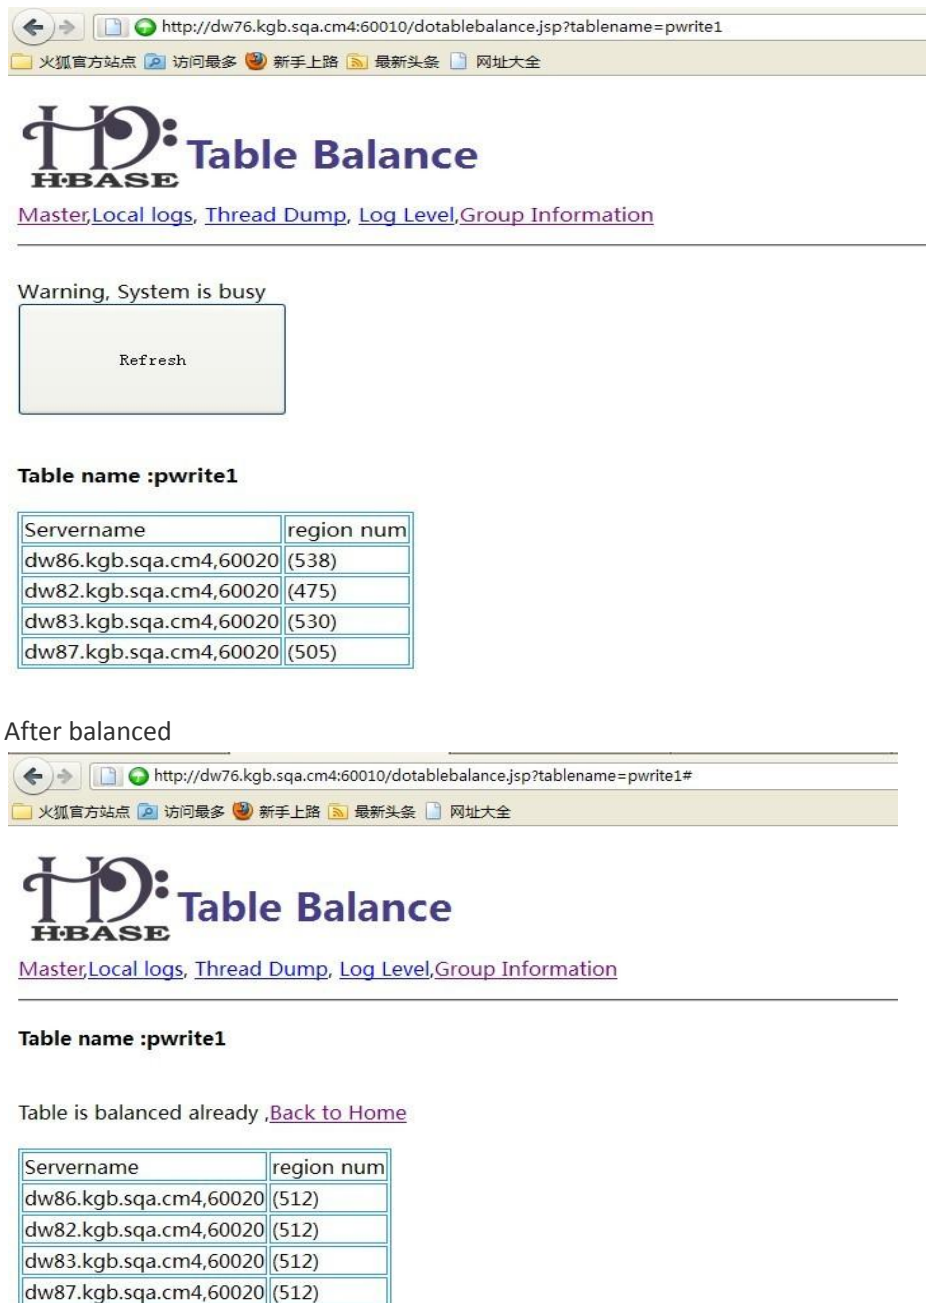 http://dw76.kgb.sqa.cm4:60010/dotablebalance.jsp?tablename=pwrite1
火狐官方站点 访问最多 新手上路 最新头条 网址大全
H·BASE Table Balance
Master,Local logs, Thread Dump, Log Level,Group Information
Warning, System is busy
Refresh
Table name :pwrite1
Servername region num
dw86.kgb.sqa.cm4,60020 (538)
dw82.kgb.sqa.cm4,60020 (475)
dw83.kgb.sqa.cm4,60020 (530)
dw87.kgb.sqa.cm4,60020 (505)
After balanced
http://dw76.kgb.sqa.cm4:60010/dotablebalance.jsp?tablename=pwrite1#
火狐官方站点 访问最多 新手上路 最新头条 网址大全
H·BASE Table Balance
Master,Local logs, Thread Dump, Log Level,Group Information
Table name :pwrite1
Table is balanced already ,Back to Home
Servername region num
dw86.kgb.sqa.cm4,60020 (512)
dw82.kgb.sqa.cm4,60020 (512)
dw83.kgb.sqa.cm4,60020 (512)
dw87.kgb.sqa.cm4,60020 (512)